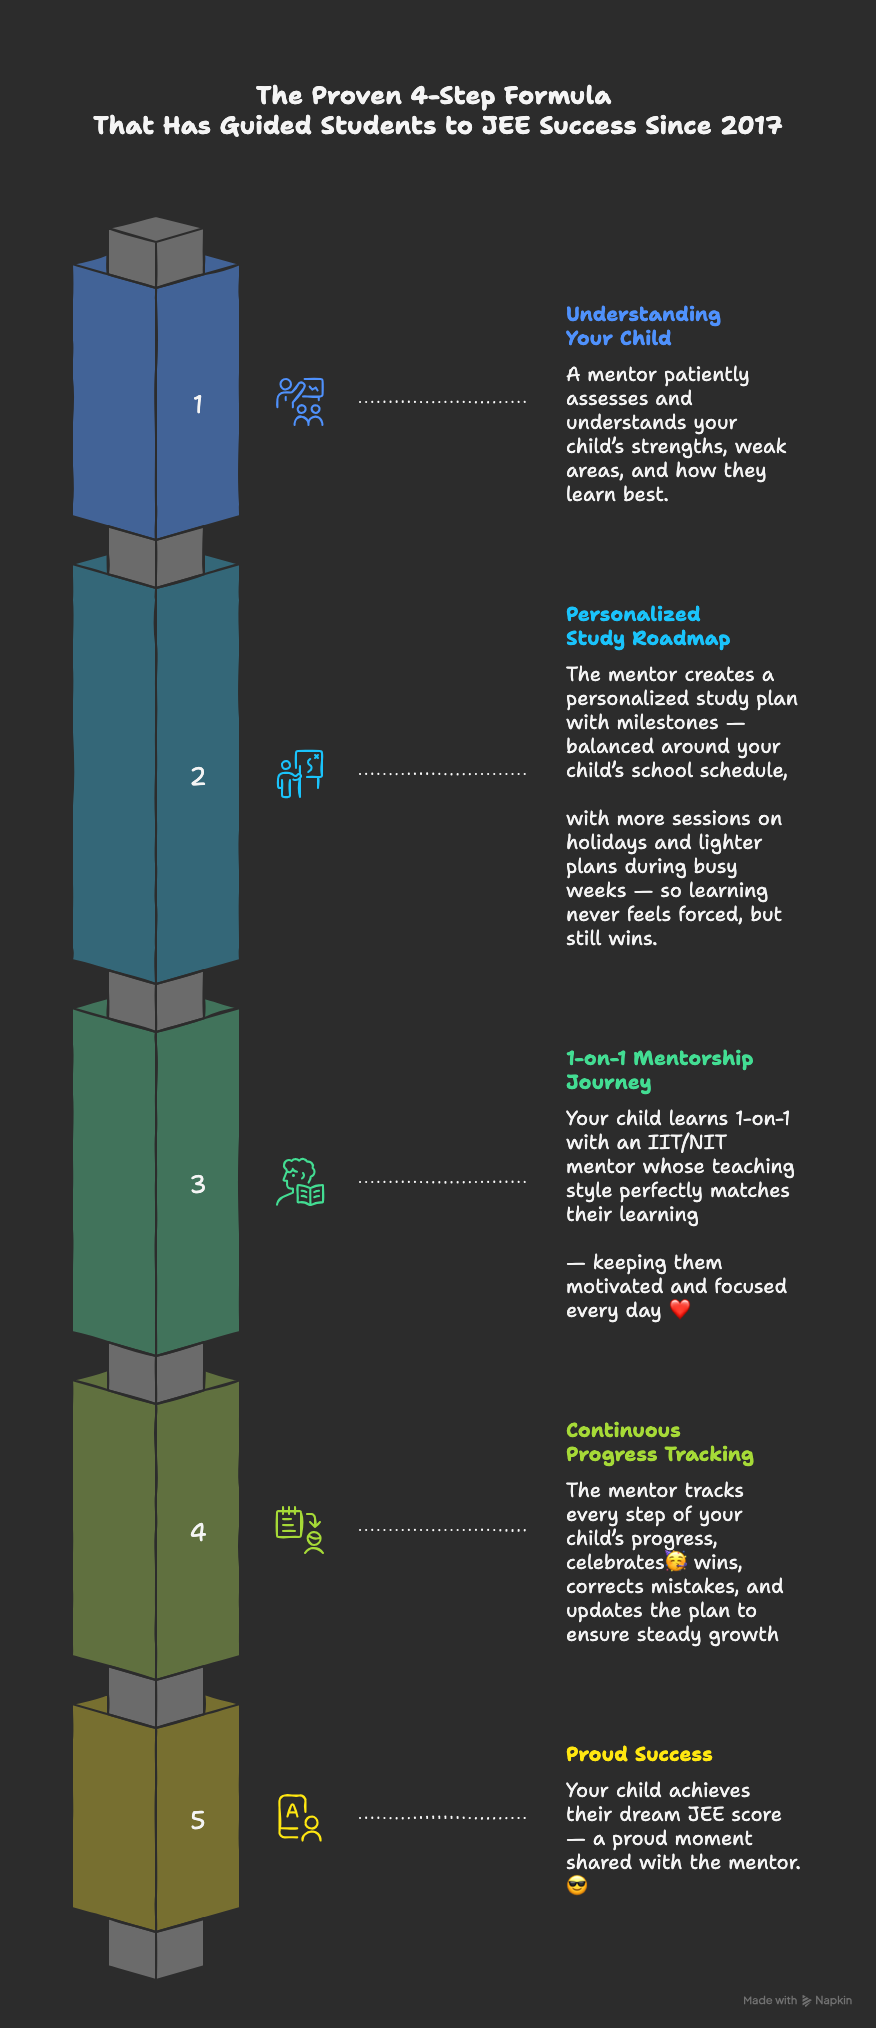 The Proven 4-Step Formula
That Has Guided Students to JEE Success Since 2017
1
Understanding
Your Child
A mentor patiently
assesses and
understands your
child's strengths, weak
areas, and how they
learn best.
2
Personalized
Study Roadmap
The mentor creates a
personalized study plan
with milestones —
balanced around your
child's school schedule,
with more sessions on
holidays and lighter
plans during busy
weeks — so learning
never feels forced, but
still wins.
3
1-on-1 Mentorship
Journey
Your child learns 1-on-1
with an IIT/NIT
mentor whose teaching
style perfectly matches
their learning
— keeping them
motivated and focused
every day ❤️
4
Continuous
Progress Tracking
The mentor tracks
every step of your
child's progress,
celebrates🥳 wins,
corrects mistakes, and
updates the plan to
ensure steady growth
5
A
Proud Success
Your child achieves
their dream JEE score
— a proud moment
shared with the mentor.
😎
Made with Napkin